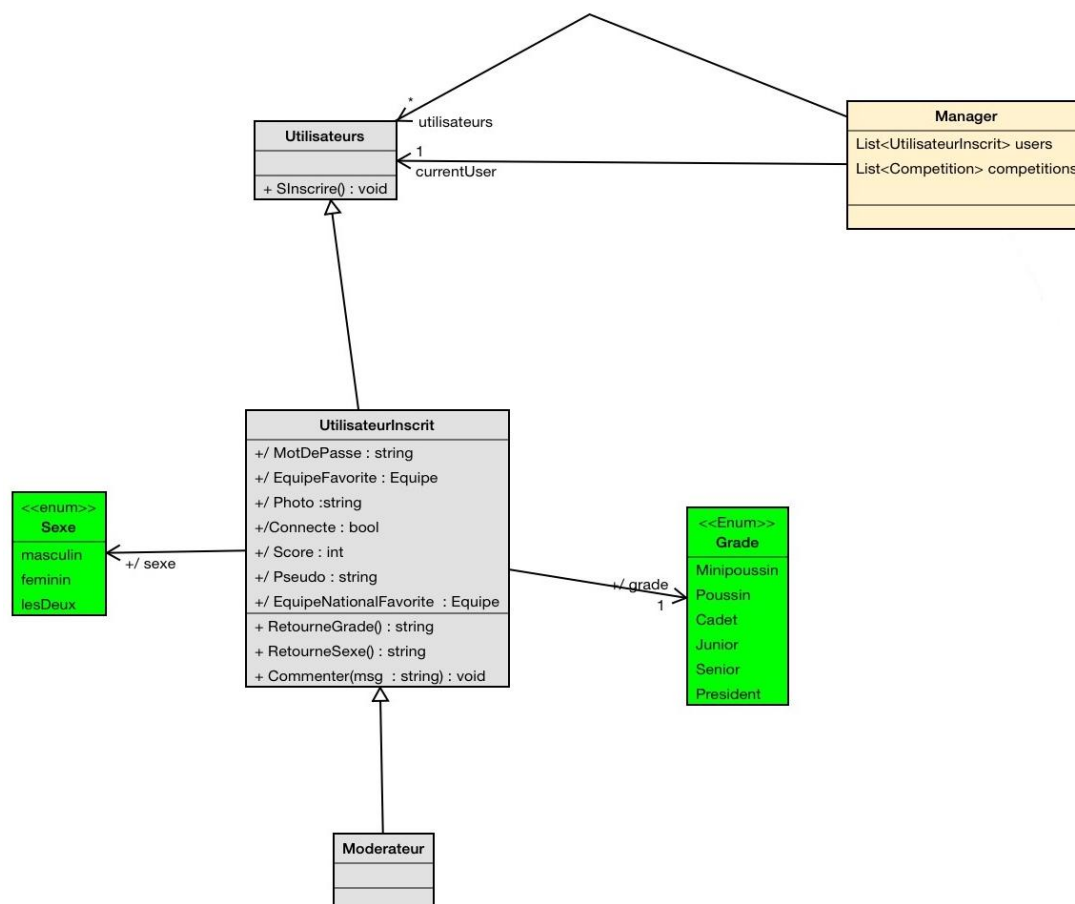 *
utilisateurs
Utilisateurs
+ SInscrire() : void
1
currentUser
Manager
List<UtilisateurInscrit> users
List<Competition> competitions
UtilisateurInscrit
+/ MotDePasse : string
+/ EquipeFavorite : Equipe
+/ Photo :string
+/Connecte : bool
+/ Score : int
+/ Pseudo : string
+/ EquipeNationalFavorite : Equipe
+ RetourneGrade() : string
+ RetourneSexe() : string
+ Commenter(msg : string) : void
<<enum>>
Sexe
masculin
feminin
lesDeux
+/ sexe
+/ grade
1
<<Enum>>
Grade
Minipoussin
Poussin
Cadet
Junior
Senior
President
Moderateur